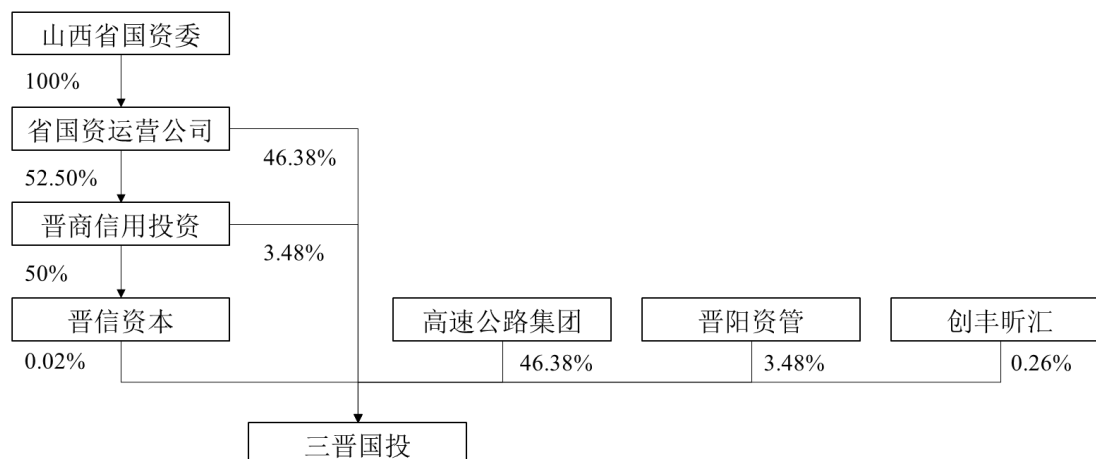 山西省国资委
100%
省国资运营公司
46.38%
52.50%
晋商信用投资
3.48%
50%
晋信资本
高速公路集团
晋阳资管
创丰昕汇
0.02%
46.38%
3.48%
0.26%
三晋国投